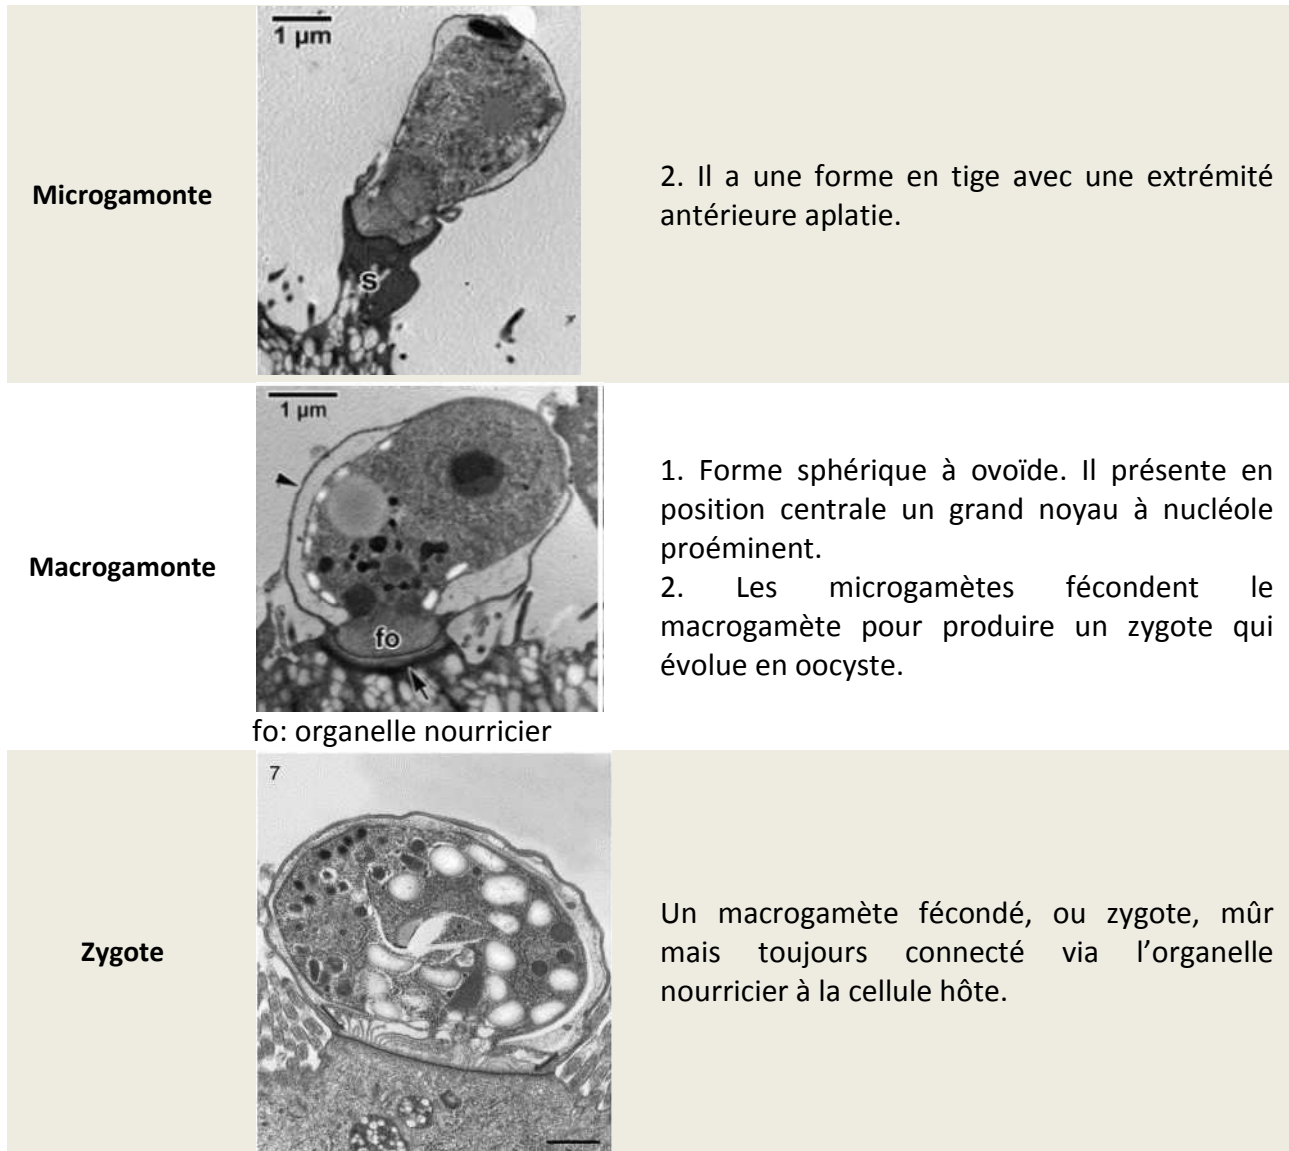 1 µm
s
Microgamonte
2. Il a une forme en tige avec une extrémité
antérieure aplatie.
1 µm
fo
Macrogamonte
1. Forme sphérique à ovoïde. Il présente en
position centrale un grand noyau à nucléole
proéminent.
2. Les microgamètes fécondent le
macrogamète pour produire un zygote qui
évolue en oocyste.
fo: organelle nourricier
7
Zygote
Un macrogamète fécondé, ou zygote, mûr
mais toujours connecté via l’organelle
nourricier à la cellule hôte.